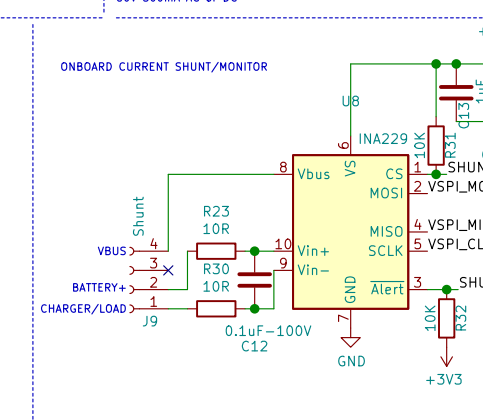 ONBOARD CURRENT SHUNT/MONITOR
U8
C13
1uF
INA229
10K
R31
6
VS
8
Vbus
CS
1
SHUN
MOSI
2
VSPI_MO
Shunt
R23
10R
MISO
4
VSPI_MI
VBUS
4
10
Vin+
SCLK
5
VSPI_CL
3
R30
9
Vin-
BATTERY+
2
10R
GND
Alert
3
SHU
CHARGER/LOAD
1
J9
7
10K
R32
0.1uF-100V
C12
GND
+3V3